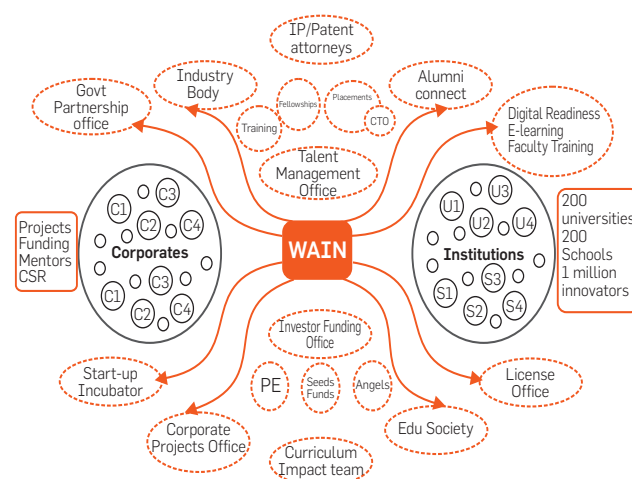 IP/Patent
attorneys
Industry
Body
Alumni
connect
Govt
Partnership
office
Fellowships
Placements
CTO
Training
Digital Readiness
E-learning
Faculty Training
Talent
Management
Office
C3
C1
C2
C4
Corporates
C3
C1
C2
C4
Projects
Funding
Mentors
CSR
WAIN
U3
U1
U2
U4
Institutions
S3
S1
S2
S4
200
universities
200
Schools
1 million
innovators
Investor Funding
Office
PE
Seeds
Funds
Angels
Start-up
Incubator
License
Office
Corporate
Projects Office
Edu Society
Curriculum
Impact team